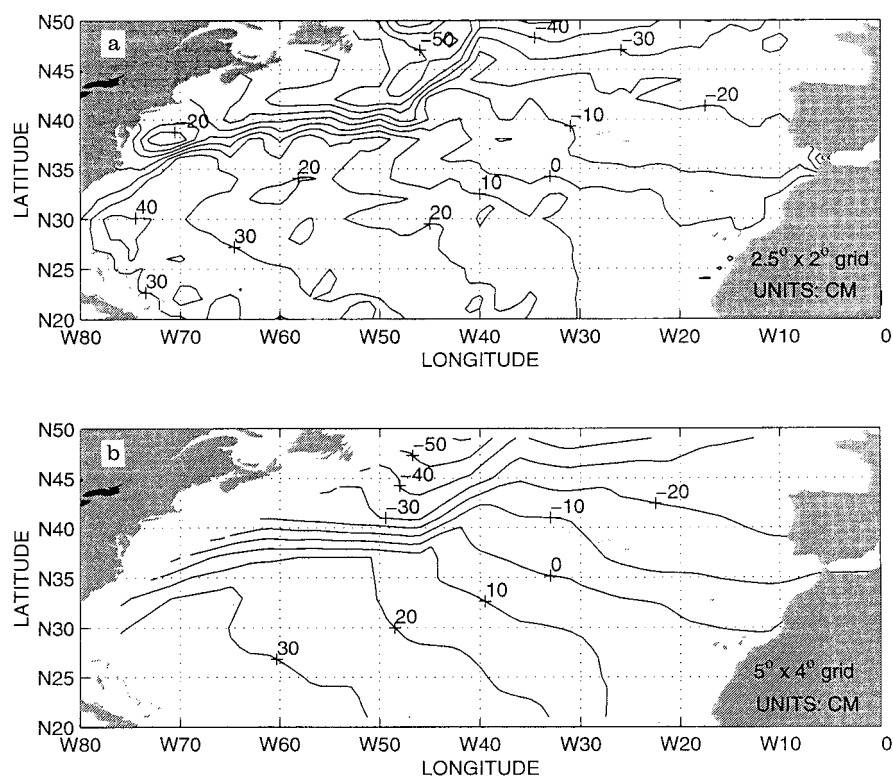 a
N50
N45
N40
N35
N30
N25
N20
LATITUDE
−50
−40
−30
−20
−20
−10
20
0
10
20
40
30
30
2.5° x 2° grid
UNITS: CM
W80 W70 W60 W50 W40 W30 W20 W10 0
LONGITUDE
b
N50
N45
N40
N35
N30
N25
N20
LATITUDE
−50
−40
−30
−20
−10
0
10
20
30
5° x 4° grid
UNITS: CM
W80 W70 W60 W50 W40 W30 W20 W10 0
LONGITUDE